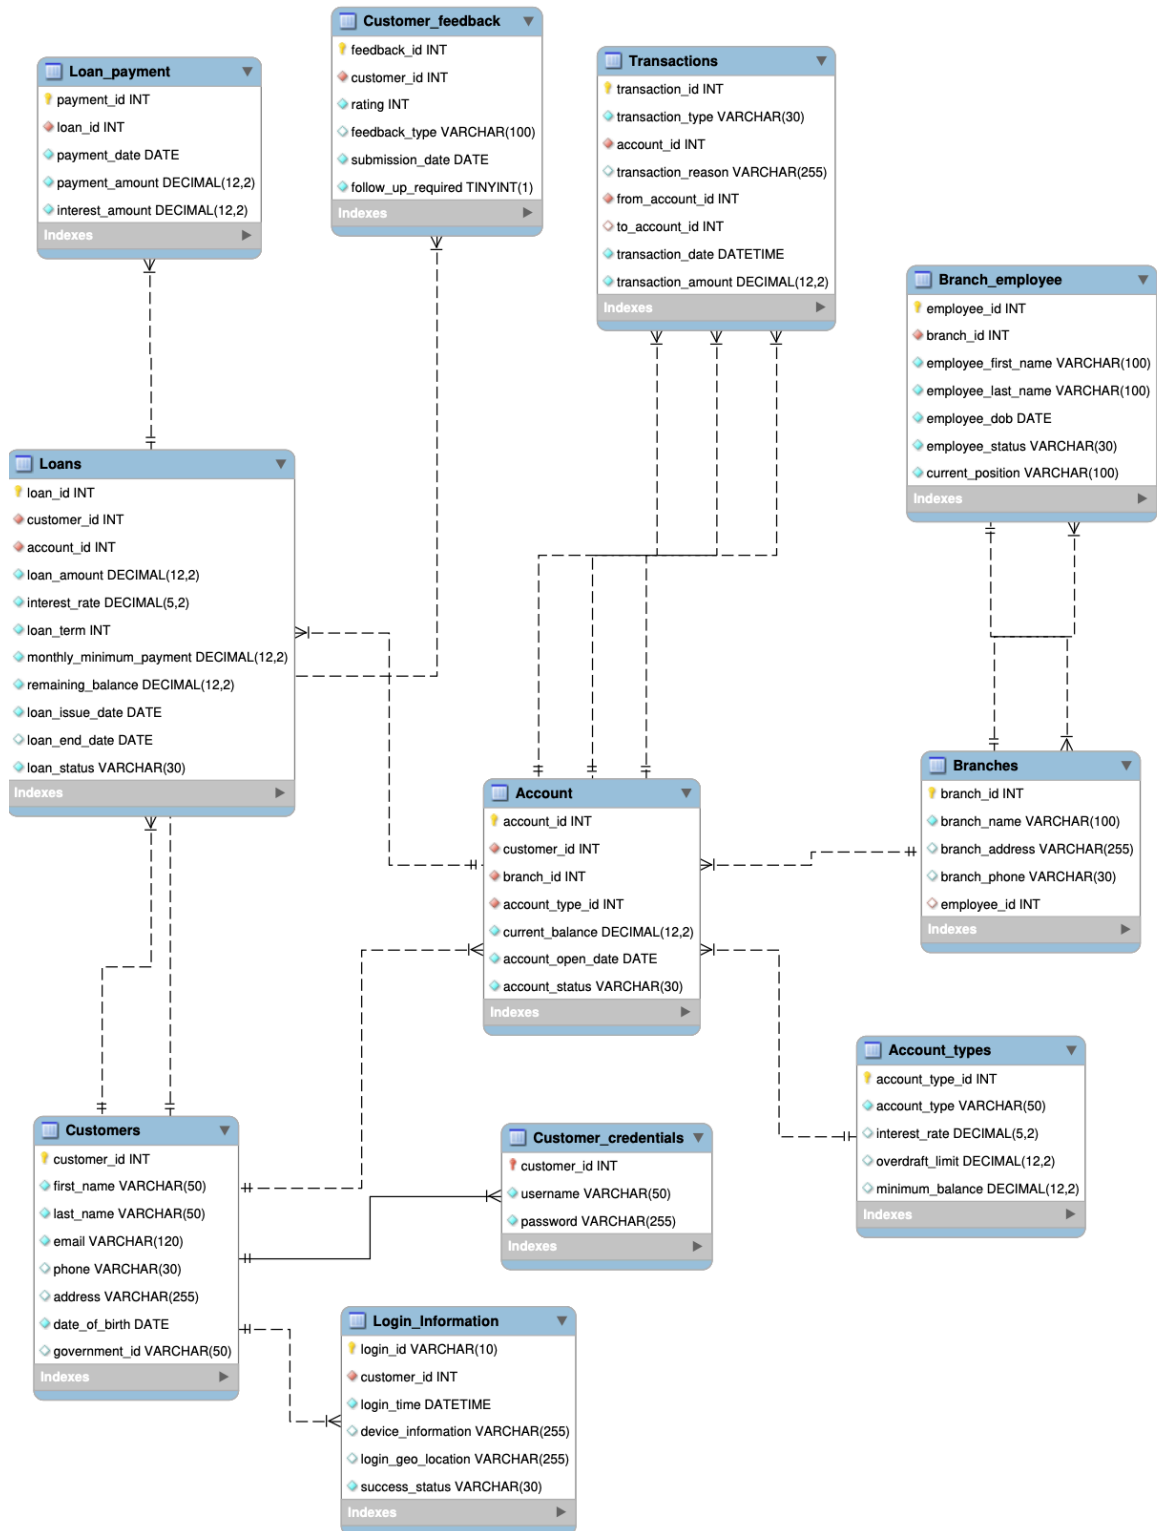 Customer_feedback
feedback_id INT
customer_id INT
rating INT
feedback_type VARCHAR(100)
submission_date DATE
follow_up_required TINYINT(1)
Indexes
Loan_payment
payment_id INT
loan_id INT
payment_date DATE
payment_amount DECIMAL(12,2)
interest_amount DECIMAL(12,2)
Indexes
Transactions
transaction_id INT
transaction_type VARCHAR(30)
account_id INT
transaction_reason VARCHAR(255)
from_account_id INT
to_account_id INT
transaction_date DATETIME
transaction_amount DECIMAL(12,2)
Indexes
Branch_employee
employee_id INT
branch_id INT
employee_first_name VARCHAR(100)
employee_last_name VARCHAR(100)
employee_dob DATE
employee_status VARCHAR(30)
current_position VARCHAR(100)
Indexes
Loans
loan_id INT
customer_id INT
account_id INT
loan_amount DECIMAL(12,2)
interest_rate DECIMAL(5,2)
loan_term INT
monthly_minimum_payment DECIMAL(12,2)
remaining_balance DECIMAL(12,2)
loan_issue_date DATE
loan_end_date DATE
loan_status VARCHAR(30)
Indexes
Account
account_id INT
customer_id INT
branch_id INT
account_type_id INT
current_balance DECIMAL(12,2)
account_open_date DATE
account_status VARCHAR(30)
Indexes
Branches
branch_id INT
branch_name VARCHAR(100)
branch_address VARCHAR(255)
branch_phone VARCHAR(30)
employee_id INT
Indexes
Account_types
account_type_id INT
account_type VARCHAR(50)
interest_rate DECIMAL(5,2)
overdraft_limit DECIMAL(12,2)
minimum_balance DECIMAL(12,2)
Indexes
Customers
customer_id INT
first_name VARCHAR(50)
last_name VARCHAR(50)
email VARCHAR(120)
phone VARCHAR(30)
address VARCHAR(255)
date_of_birth DATE
government_id VARCHAR(50)
Indexes
Customer_credentials
customer_id INT
username VARCHAR(50)
password VARCHAR(255)
Indexes
Login_Information
login_id VARCHAR(10)
customer_id INT
login_time DATETIME
device_information VARCHAR(255)
login_geo_location VARCHAR(255)
success_status VARCHAR(30)
Indexes